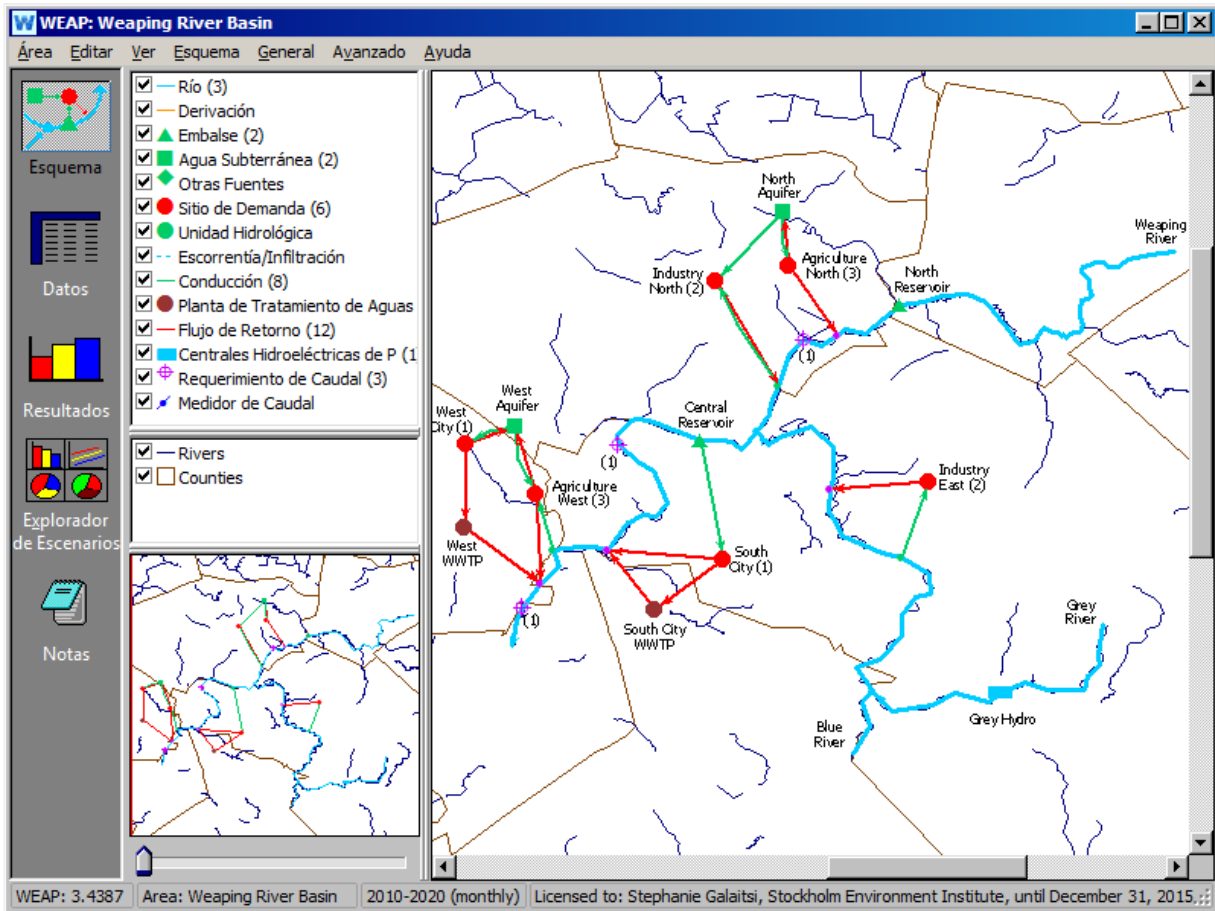 WEAP: Weaping River Basin
Área Editar Ver Esquema General Avanzado Ayuda
Esquema
Datos
Resultados
Explorador
de Escenarios
Notas
Río (3)
Derivación
Embalse (2)
Agua Subterránea (2)
Otras Fuentes
Sitio de Demanda (6)
Unidad Hidrológica
Escorrentía/Infiltración
Conducción (8)
Planta de Tratamiento de Aguas
Flujo de Retorno (12)
Centrales Hidroeléctricas de P (1
Requerimiento de Caudal (3)
Medidor de Caudal
Rivers
Counties
North
Aquifer
Weaping
River
Agriculture
North (3)
Industry
North (2)
North
Reservoir
(1)
West
Aquifer
West
City (1)
Central
Reservoir
(1)
Agriculture
West (3)
Industry
East (2)
West
WWTP
South
City (1)
(1)
South City
WWTP
Grey
River
Blue
River
Grey Hydro
WEAP: 3.4387
Area: Weaping River Basin
2010-2020 (monthly)
Licensed to: Stephanie Galaitsi, Stockholm Environment Institute, until December 31, 2015